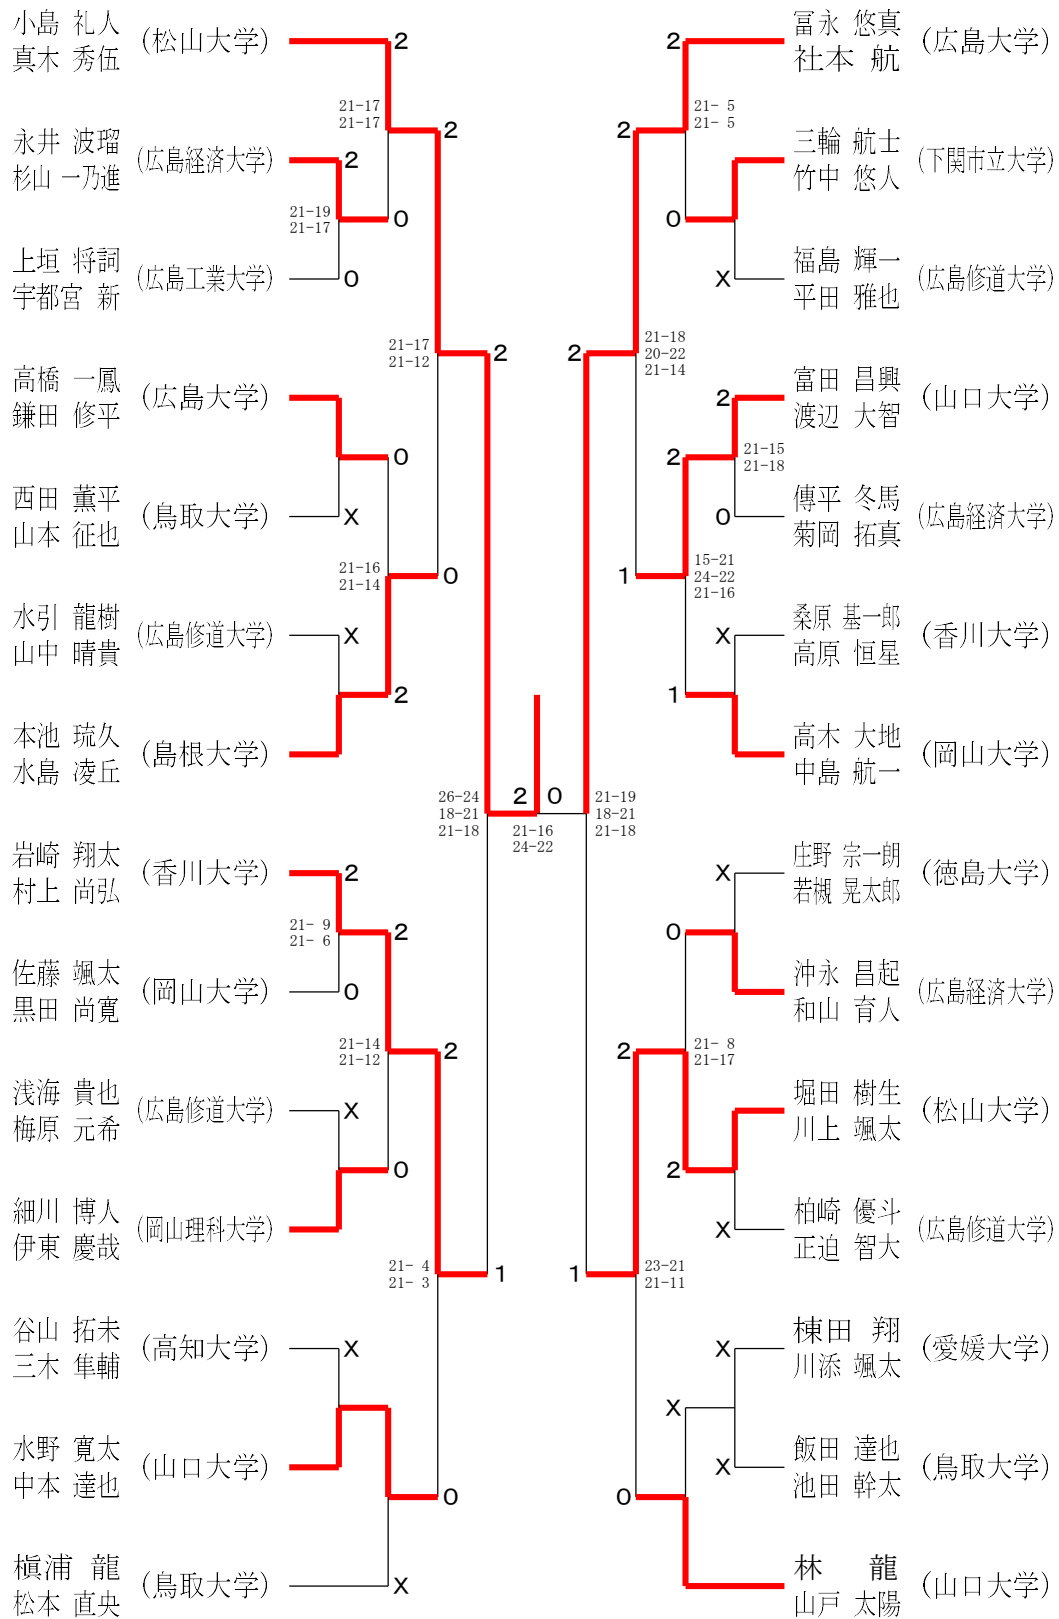 小島 礼人
真木 秀伍
(松山大学)
2
21-17
21-17
永井 波瑠
杉山 一乃進
(広島経済大学)
2
0
21-19
21-17
上垣 将詞
宇都宮 新
(広島工業大学)
0
2
21-17
21-12
2
高橋 一鳳
鎌田 修平
(広島大学)
0
西田 薫平
山本 征也
(鳥取大学)
X
21-16
21-14
0
水引 龍樹
山中 晴貴
(広島修道大学)
X
2
本池 琉久
水島 凌丘
(島根大学)
26-24
18-21
21-18
2
0
21-16
24-22
岩崎 翔太
村上 尚弘
(香川大学)
2
21- 9
21- 6
2
佐藤 颯太
黒田 尚寛
(岡山大学)
0
21-14
21-12
2
浅海 貴也
梅原 元希
(広島修道大学)
X
0
細川 博人
伊東 慶哉
(岡山理科大学)
21- 4
21- 3
1
谷山 拓未
三木 隼輔
(高知大学)
X
水野 寛太
中本 達也
(山口大学)
0
槇浦 龍
松本 直央
(鳥取大学)
X
2
冨永 悠真
社本 航
(広島大学)
2
21- 5
21- 5
三輪 航士
竹中 悠人
(下関市立大学)
0
福島 輝一
平田 雅也
(広島修道大学)
X
2
21-18
20-22
21-14
富田 昌興
渡辺 大智
(山口大学)
2
2
21-15
21-18
傳平 冬馬
菊岡 拓真
(広島経済大学)
0
1
15-21
24-22
21-16
桑原 基一郎
高原 恒星
(香川大学)
X
1
高木 大地
中島 航一
(岡山大学)
21-19
18-21
21-18
庄野 宗一朗
若槻 晃太郎
(徳島大学)
X
0
沖永 昌起
和山 育人
(広島経済大学)
2
21- 8
21-17
堀田 樹生
川上 颯太
(松山大学)
2
柏崎 優斗
正迫 智大
(広島修道大学)
X
1
23-21
21-11
棟田 翔
川添 颯太
(愛媛大学)
X
X
飯田 達也
池田 幹太
(鳥取大学)
X
0
林 龍
山戸 太陽
(山口大学)